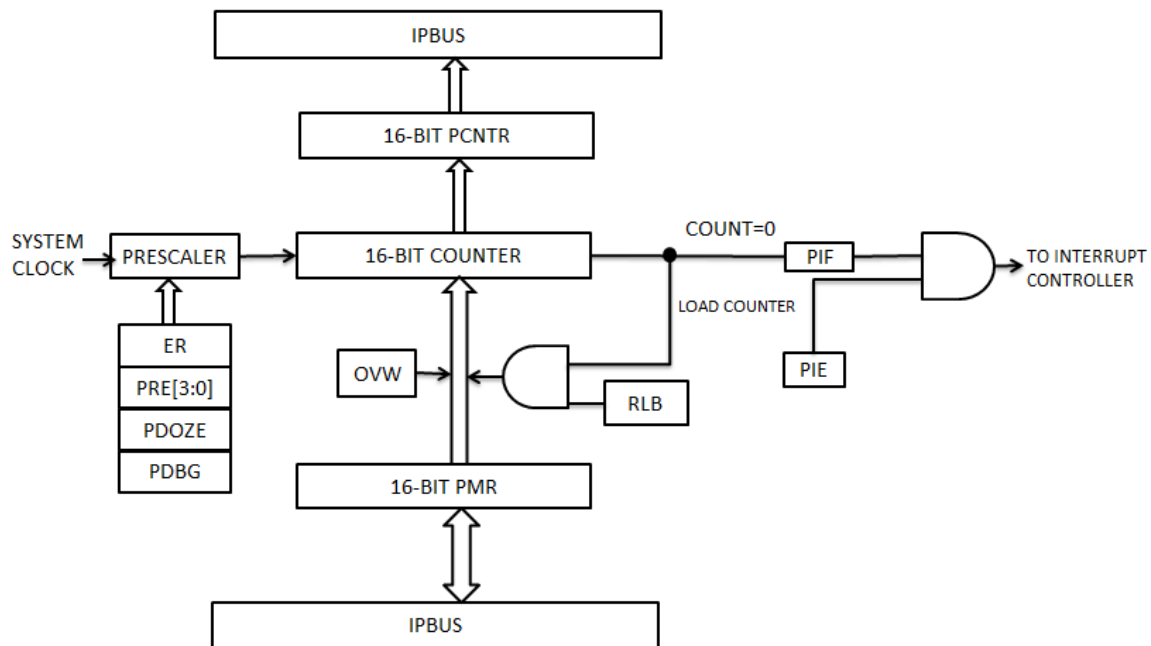 IPBUS
16-BIT PCNTR
SYSTEM
CLOCK
PRESCALER
16-BIT COUNTER
COUNT=0
PIF
TO INTERRUPT
CONTROLLER
LOAD COUNTER
ER
PRE[3:0]
PDOZE
PDBG
OVW
RLB
PIE
16-BIT PMR
IPBUS